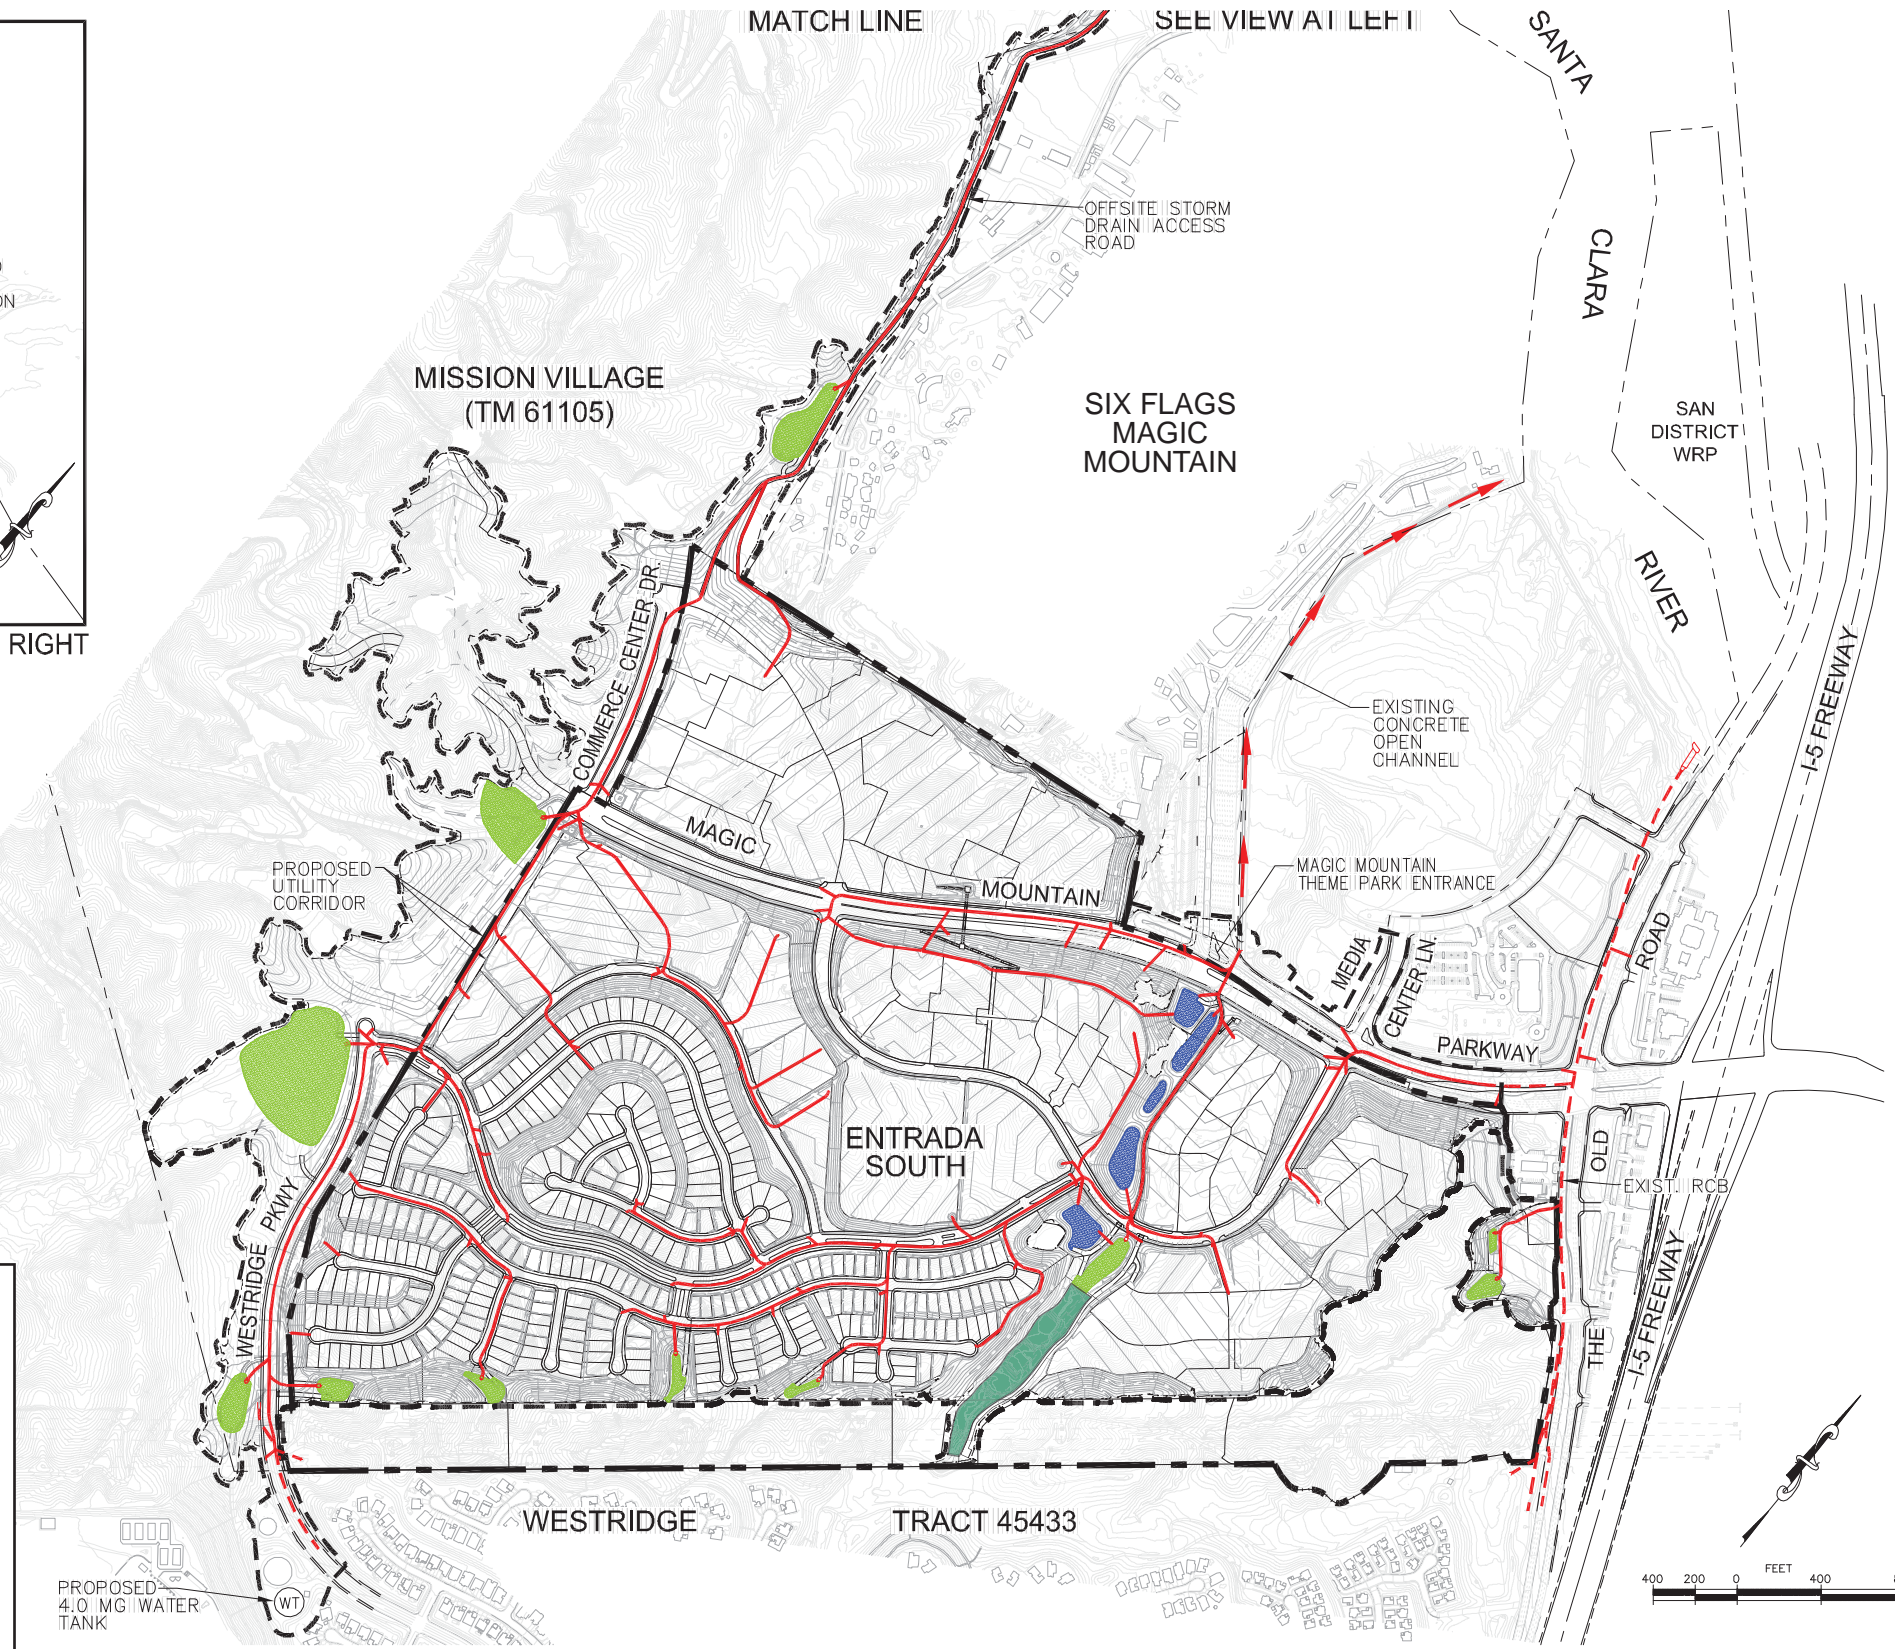 MATCH LINE
SEE VIEW AT LEFT
SANTA
CLARA
RIVER
OFFSITE STORM
DRAIN ACCESS
ROAD
ON
RIGHT
MISSION VILLAGE
(TM 61105)
SIX FLAGS
MAGIC
MOUNTAIN
SAN
DISTRICT
WRP
I-5 FREEWAY
COMMERCE CENTER DR.
EXISTING
CONCRETE
OPEN
CHANNEL
MAGIC
MOUNTAIN
PARKWAY
PROPOSED
UTILITY
CORRIDOR
MAGIC MOUNTAIN
THEME PARK ENTRANCE
MEDIA
CENTER LN.
ROAD
OLD
THE
ENTRADA
SOUTH
EXIST. RCB
I-5 FREEWAY
WESTRIDGE PKWY
WESTRIDGE
TRACT 45433
PROPOSED
4.0 MG WATER
TANK
WT
FEET
400 200 0 400